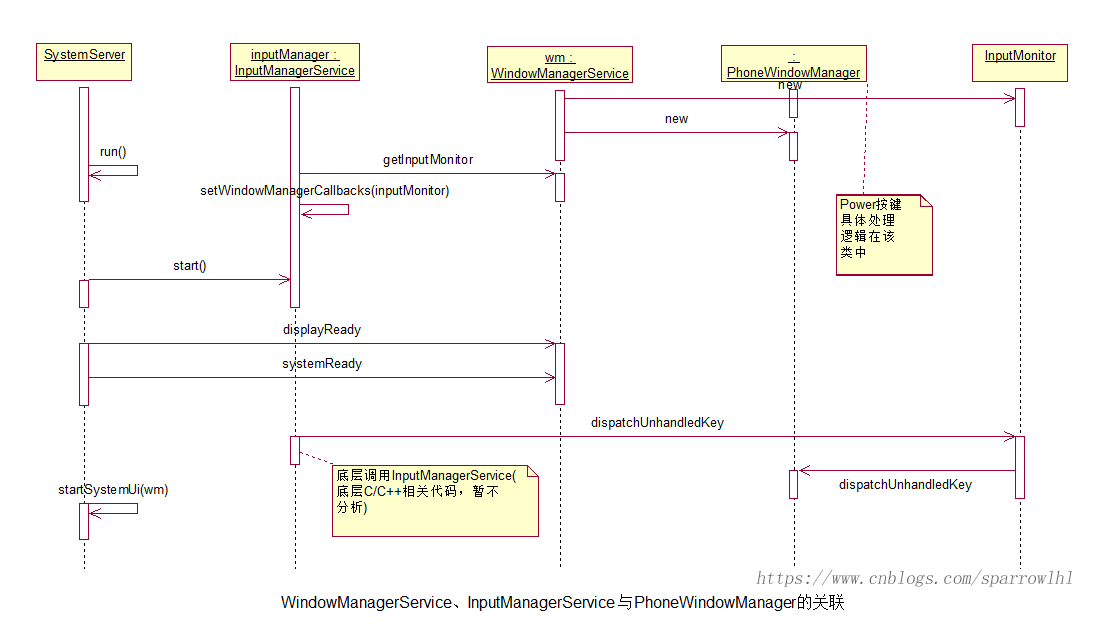 SystemServer
inputManager :
InputManagerService
wm :
WindowManagerService
:
PhoneWindowManager
InputMonitor
new
new
run()
getInputMonitor
setWindowManagerCallbacks(inputMonitor)
Power按键
具体处理
逻辑在该
类中
start()
displayReady
systemReady
dispatchUnhandledKey
底层调用InputManagerService(
底层C/C++相关代码，暂不
分析)
dispatchUnhandledKey
startSystemUi(wm)
https://www.cnblogs.com/sparrowlhl
WindowManagerService、InputManagerService与PhoneWindowManager的关联